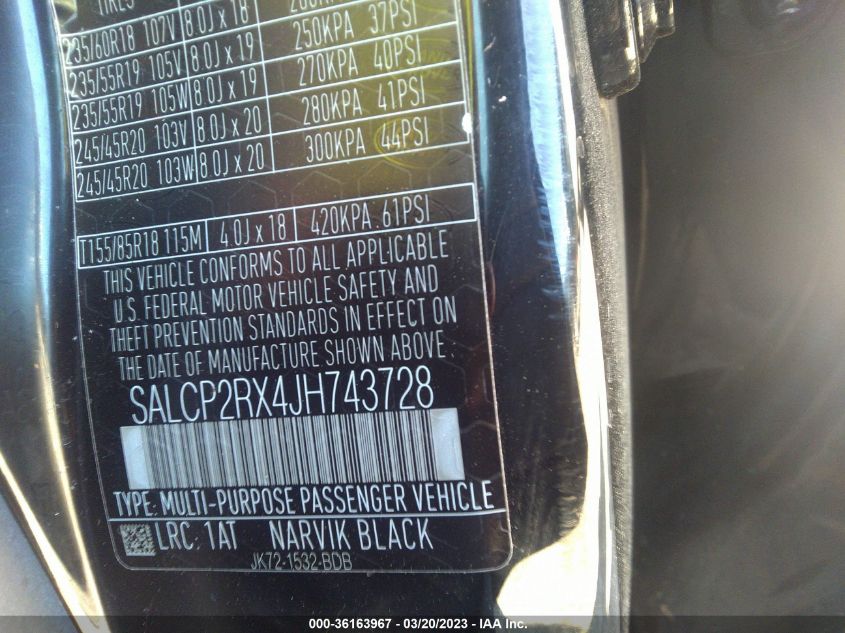 TIRES
235/60R18 107V 8.0J x 18 250KPA 37PSI
235/55R19 105V 8.0J x 19 270KPA 40PSI
235/55R19 105W 8.0J x 19 280KPA 41PSI
245/45R20 103V 8.0J x 20 300KPA 44PSI
245/45R20 103W 8.0J x 20
T155/85R18 115M 4.0J x 18 420KPA 61PSI
THIS VEHICLE CONFORMS TO ALL APPLICABLE
U.S. FEDERAL MOTOR VEHICLE SAFETY AND
THEFT PREVENTION STANDARDS IN EFFECT ON
THE DATE OF MANUFACTURE SHOWN ABOVE.
SALCP2RX4JH743728
TYPE: MULTI-PURPOSE PASSENGER VEHICLE
LRC: 1AT NARVIK BLACK
JK72-1532-BDB
000-36163967 - 03/20/2023 - IAA Inc.